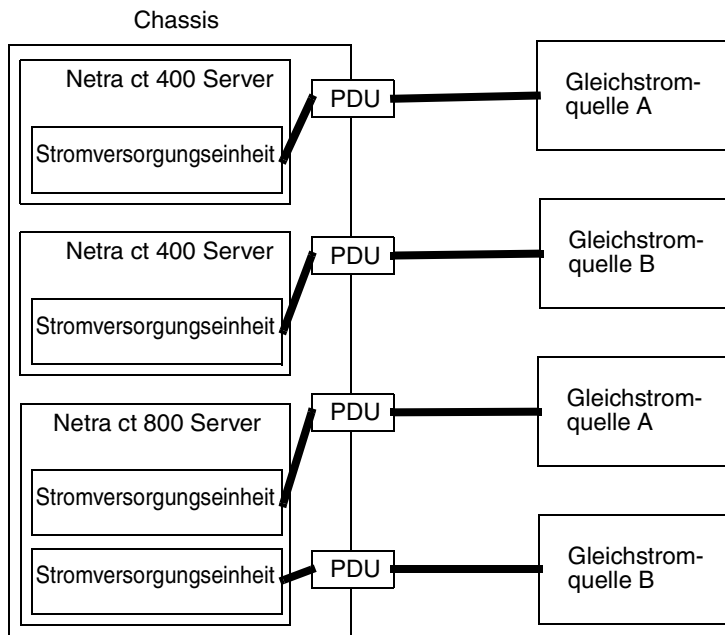 Chassis
Netra ct 400 Server
Stromversorgungseinheit
PDU
Gleichstrom-
quelle A
Netra ct 400 Server
Stromversorgungseinheit
PDU
Gleichstrom-
quelle B
Netra ct 800 Server
Stromversorgungseinheit
PDU
Gleichstrom-
quelle A
Stromversorgungseinheit
PDU
Gleichstrom-
quelle B